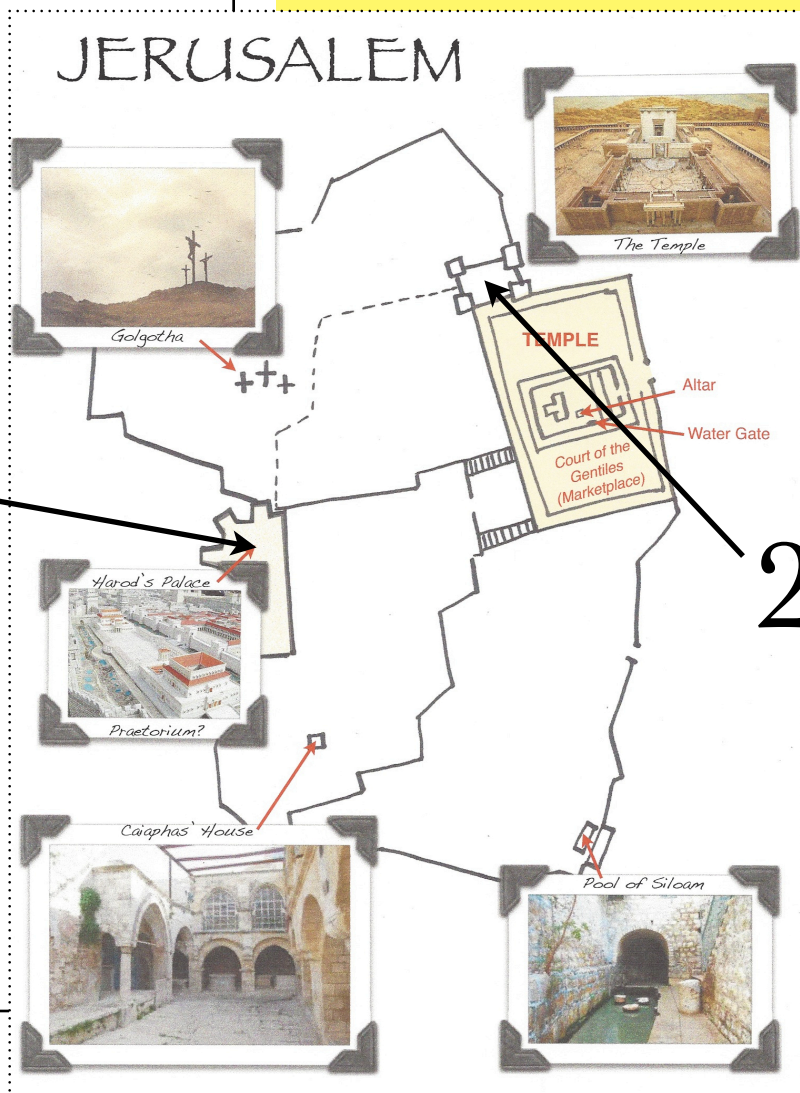 JERUSALEM
The Temple
Golgotha
TEMPLE
Altar
Water Gate
Court of the
Gentiles
(Marketplace)
2
Harod's Palace
Praetorium?
Caiaphas' House
Pool of Siloam